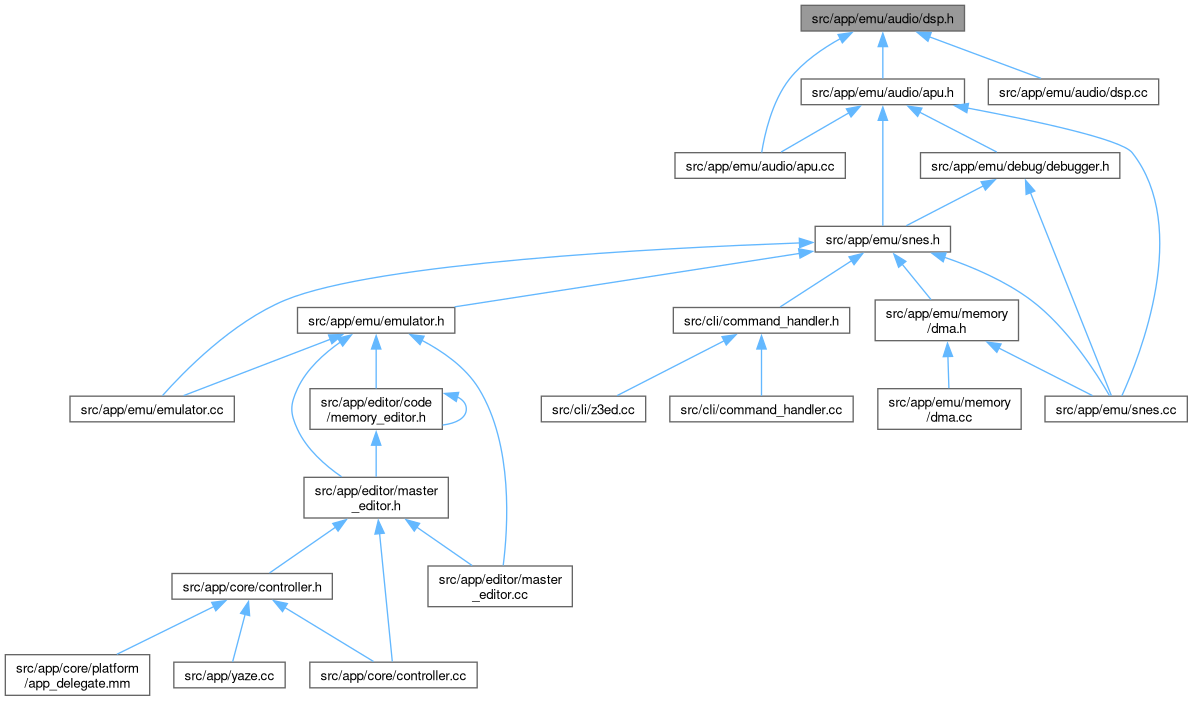 src/app/emu/audio/dsp.h
src/app/emu/audio/apu.h
src/app/emu/audio/dsp.cc
src/app/emu/audio/apu.cc
src/app/emu/debug/debugger.h
src/app/emu/snes.h
src/app/emu/emulator.h
src/cli/command_handler.h
src/app/emu/memory
/dma.h
src/app/emu/emulator.cc
src/app/editor/code
/memory_editor.h
src/cli/z3ed.cc
src/cli/command_handler.cc
src/app/emu/memory
/dma.cc
src/app/emu/snes.cc
src/app/editor/master
_editor.h
src/app/core/controller.h
src/app/editor/master
_editor.cc
src/app/core/platform
/app_delegate.mm
src/app/yaze.cc
src/app/core/controller.cc